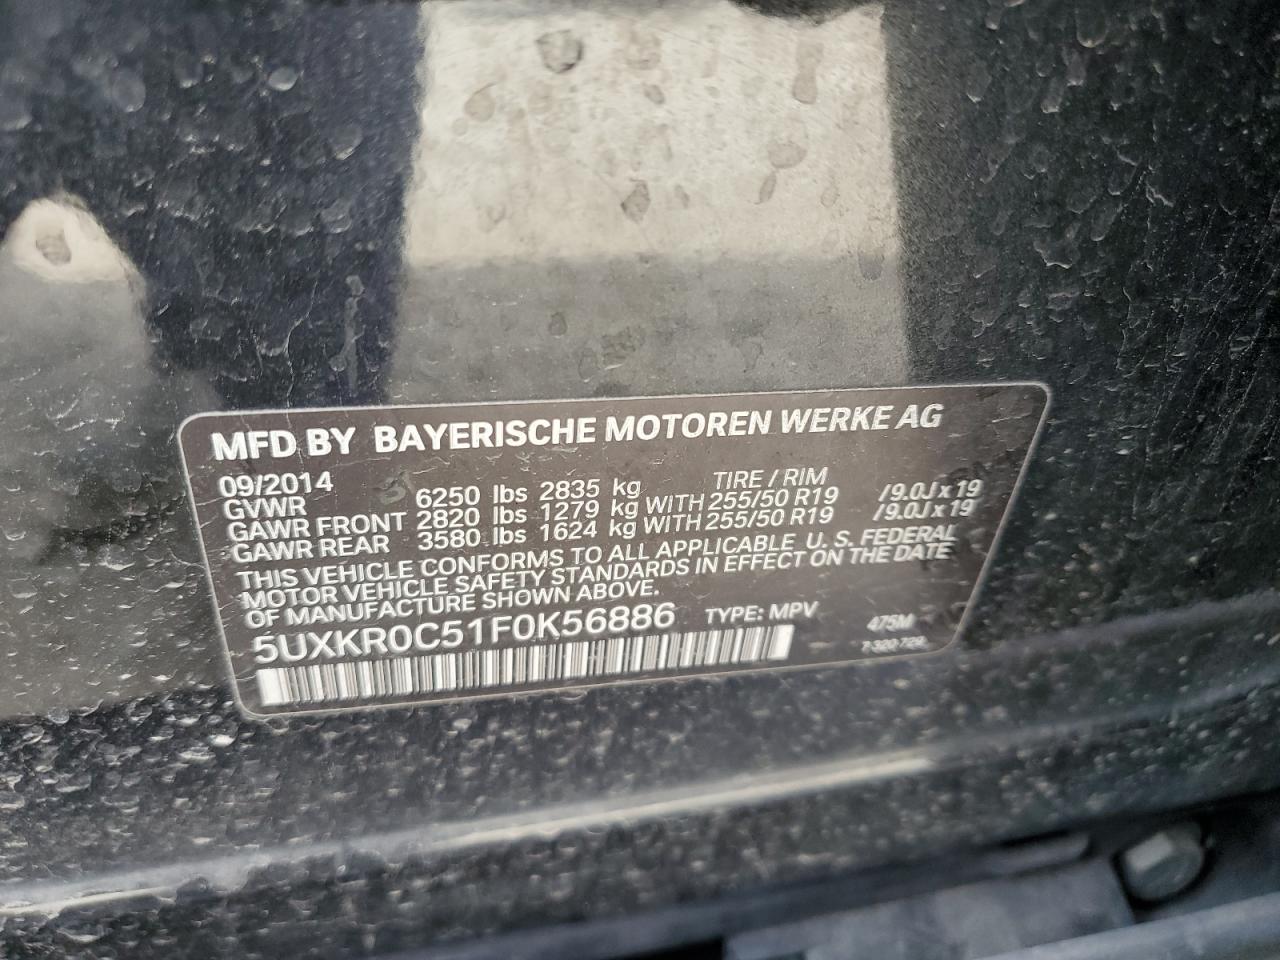 MFD BY BAYERISCHE MOTOREN WERKE AG
09/2014 TIRE / RIM
GVWR 6250 lbs 2835 kg
GAWR FRONT 2820 lbs 1279 kg WITH 255/50 R19 /9.0J x 19
GAWR REAR 3580 lbs 1624 kg WITH 255/50 R19 /9.0J x 19
THIS VEHICLE CONFORMS TO ALL APPLICABLE U. S. FEDERAL
MOTOR VEHICLE SAFETY STANDARDS IN EFFECT ON THE DATE
OF MANUFACTURE SHOWN ABOVE.
5UXKR0C51F0K56886 TYPE: MPV 475M
7 320 729